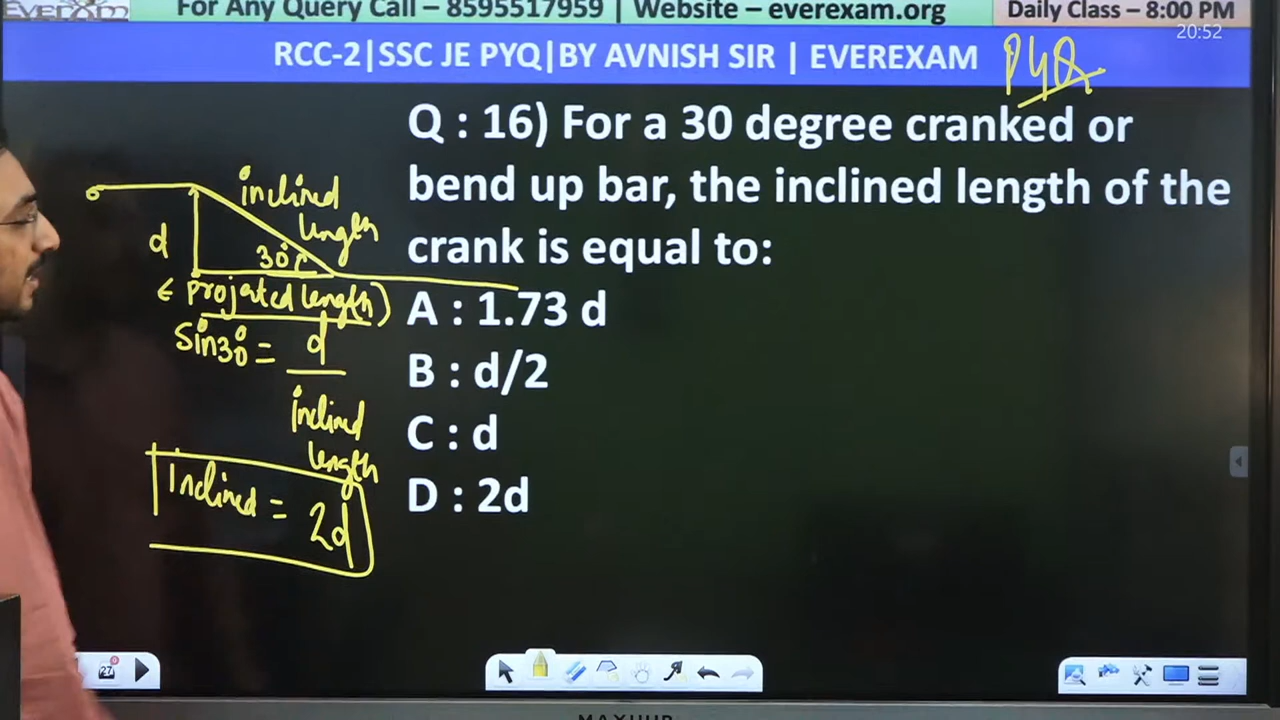 For Any Query Call – 8595517959 | Website – everexam.org
Daily Class – 8:00 PM
20:52
RCC-2|SSC JE PYQ|BY AVNISH SIR | EVEREXAM
PYQ
Q : 16) For a 30 degree cranked or
bend up bar, the inclined length of the
crank is equal to:
A : 1.73 d
B : d/2
C : d
D : 2d
inclined
length
d
30°
projected length
Sin30° = d
inclined
length
Inclined = 2d
27